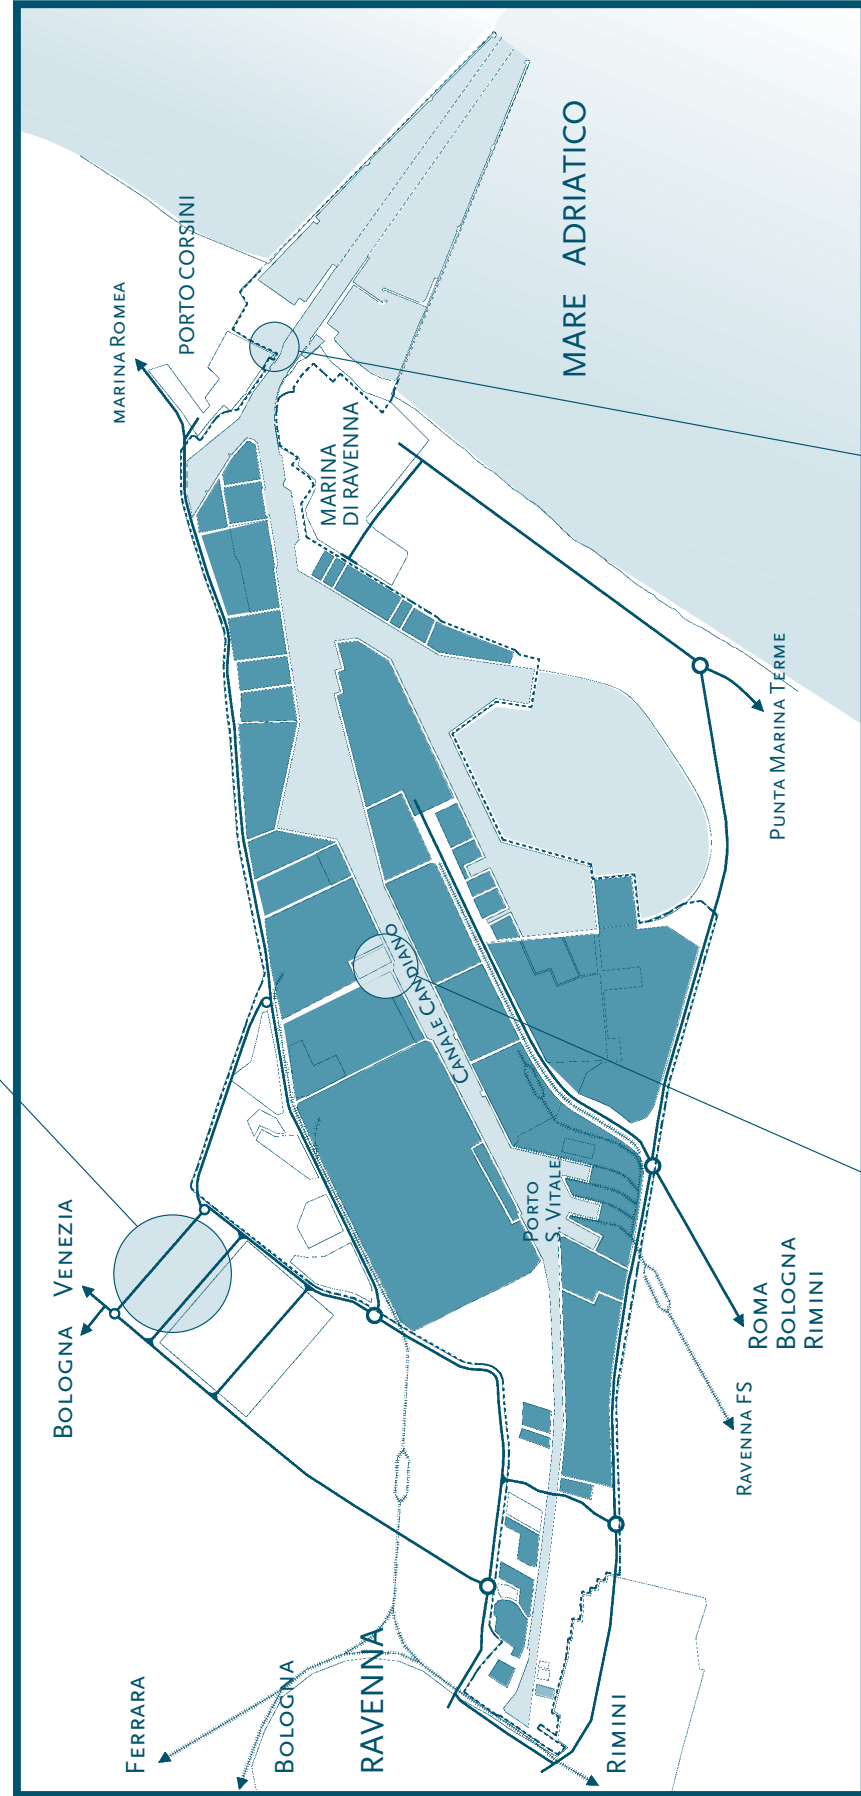 MARE ADRIATICO
PORTO CORSINI
MARINA ROMEA
MARINA
DI RAVENNA
PUNTA MARINA TERME
CANALE CANDIANO
PORTO
S. VITALE
VENEZIA
BOLOGNA
ROMA
BOLOGNA
RIMINI
RAVENNA FS
RAVENNA
FERRARA
BOLOGNA
RIMINI